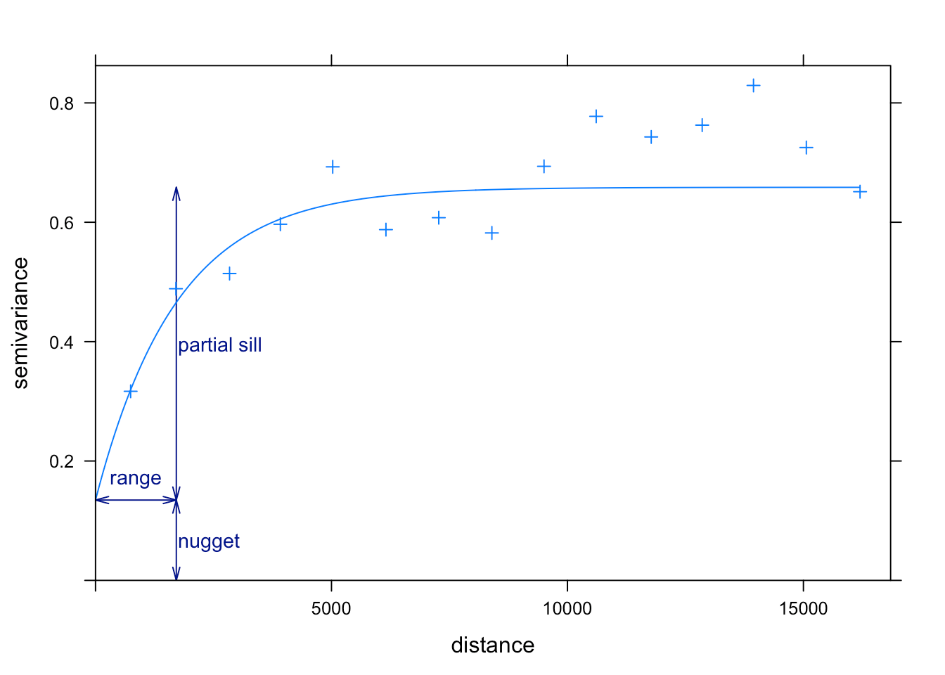 0.8
0.6
0.4
0.2
semivariance
partial sill
range
nugget
5000
10000
15000
distance